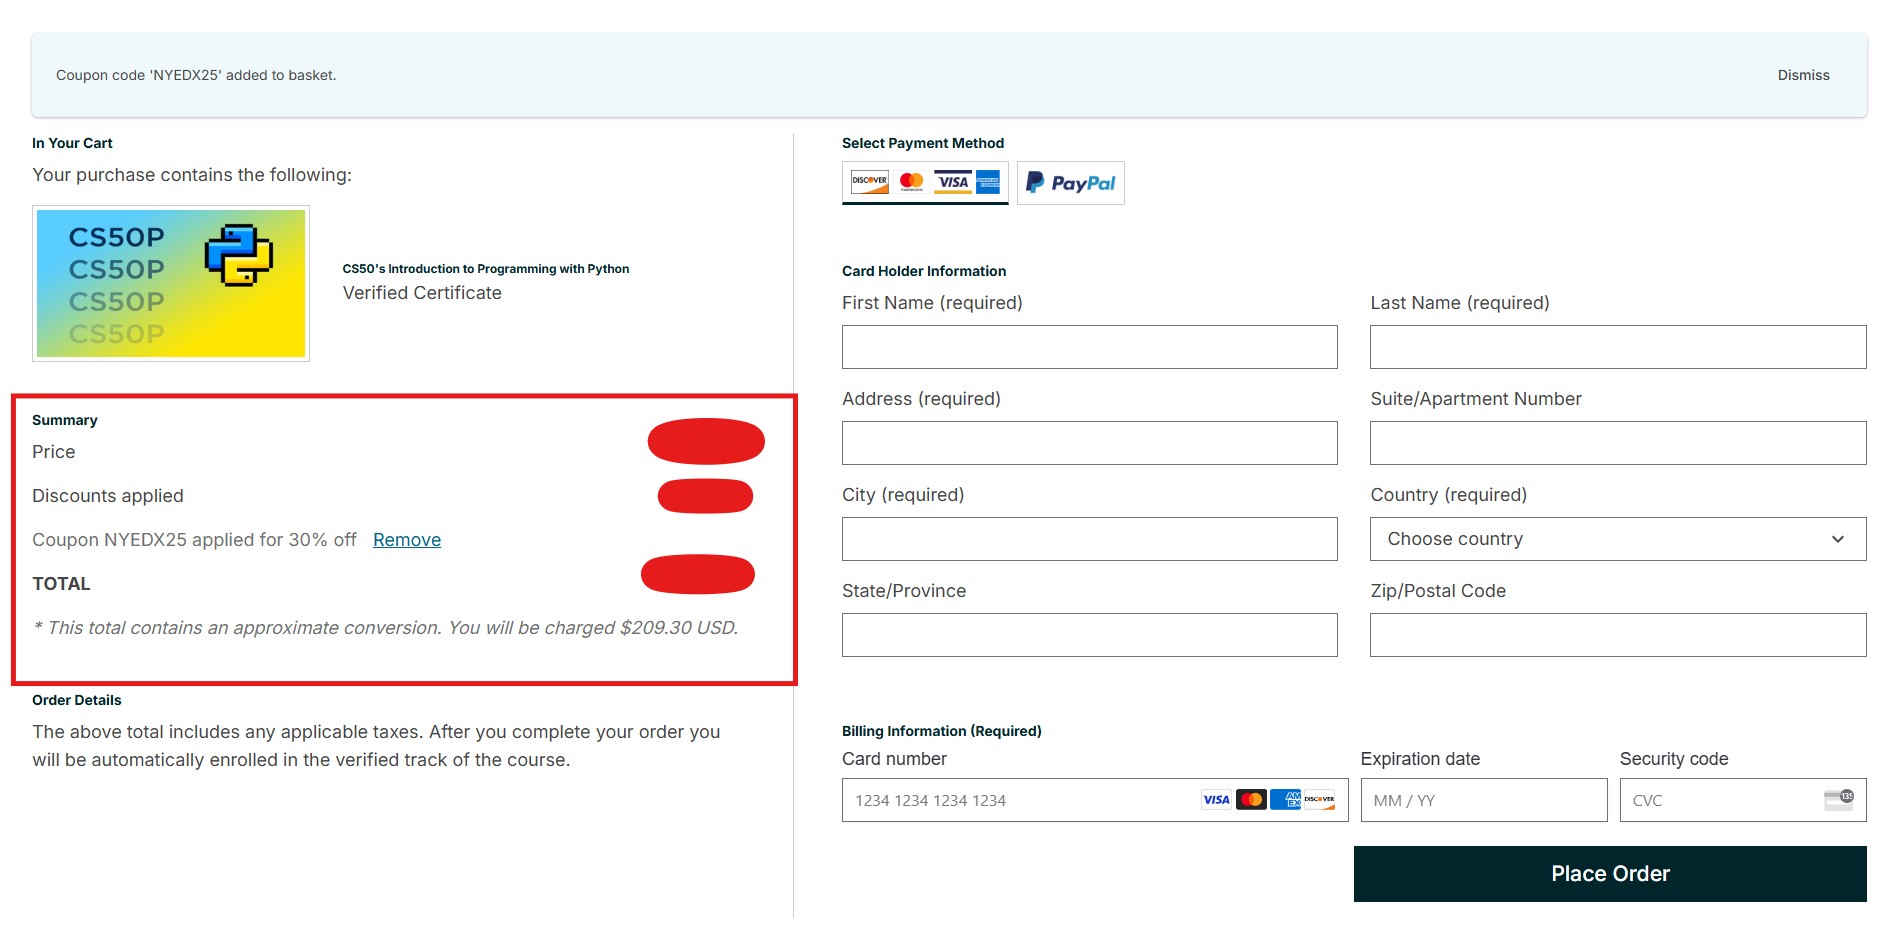 Coupon code 'NYEDX25' added to basket.
Dismiss
In Your Cart
Your purchase contains the following:
CS50P
CS50P
CS50P
CS50P
CS50's Introduction to Programming with Python
Verified Certificate
Summary
Price
Discounts applied
Coupon NYEDX25 applied for 30% off Remove
TOTAL
* This total contains an approximate conversion. You will be charged $209.30 USD.
Order Details
The above total includes any applicable taxes. After you complete your order you
will be automatically enrolled in the verified track of the course.
Select Payment Method
DISCOVER mastercard VISA PayPal
Card Holder Information
First Name (required)
Last Name (required)
Address (required)
Suite/Apartment Number
City (required)
Country (required)
Choose country
State/Province
Zip/Postal Code
Billing Information (Required)
Card number
Expiration date
Security code
1234 1234 1234 1234 VISA AM EX DISCOVER
MM / YY
CVC 135
Place Order